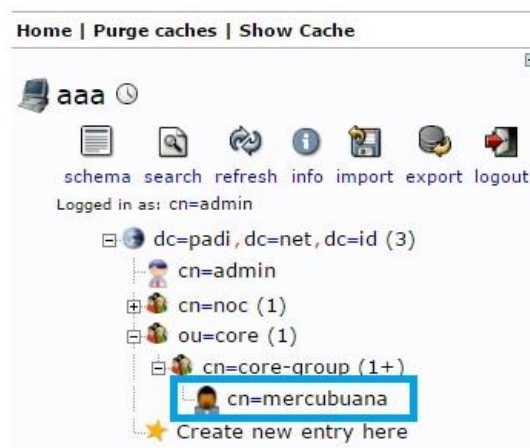 Home | Purge caches | Show Cache
aaa
schema search refresh info import export logout
Logged in as: cn=admin
dc=padi,dc=net,dc=id (3)
cn=admin
cn=noc (1)
ou=core (1)
cn=core-group (1+)
cn=mercubuana
Create new entry here